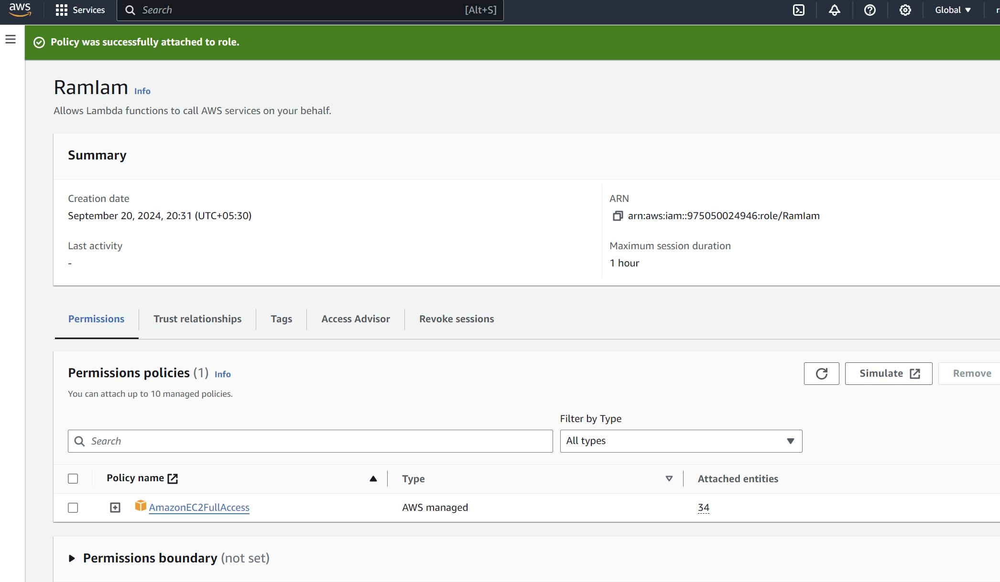 aws
Services
Search
[Alt+S]
Global
Policy was successfully attached to role.
RamIam Info
Allows Lambda functions to call AWS services on your behalf.
Summary
Creation date
September 20, 2024, 20:31 (UTC+05:30)
ARN
arn:aws:iam::975050024946:role/RamIam
Last activity
-
Maximum session duration
1 hour
Permissions
Trust relationships
Tags
Access Advisor
Revoke sessions
Permissions policies (1) Info
You can attach up to 10 managed policies.
Simulate
Remove
Filter by Type
Search
All types
Policy name
Type
Attached entities
AmazonEC2FullAccess
AWS managed
34
Permissions boundary (not set)